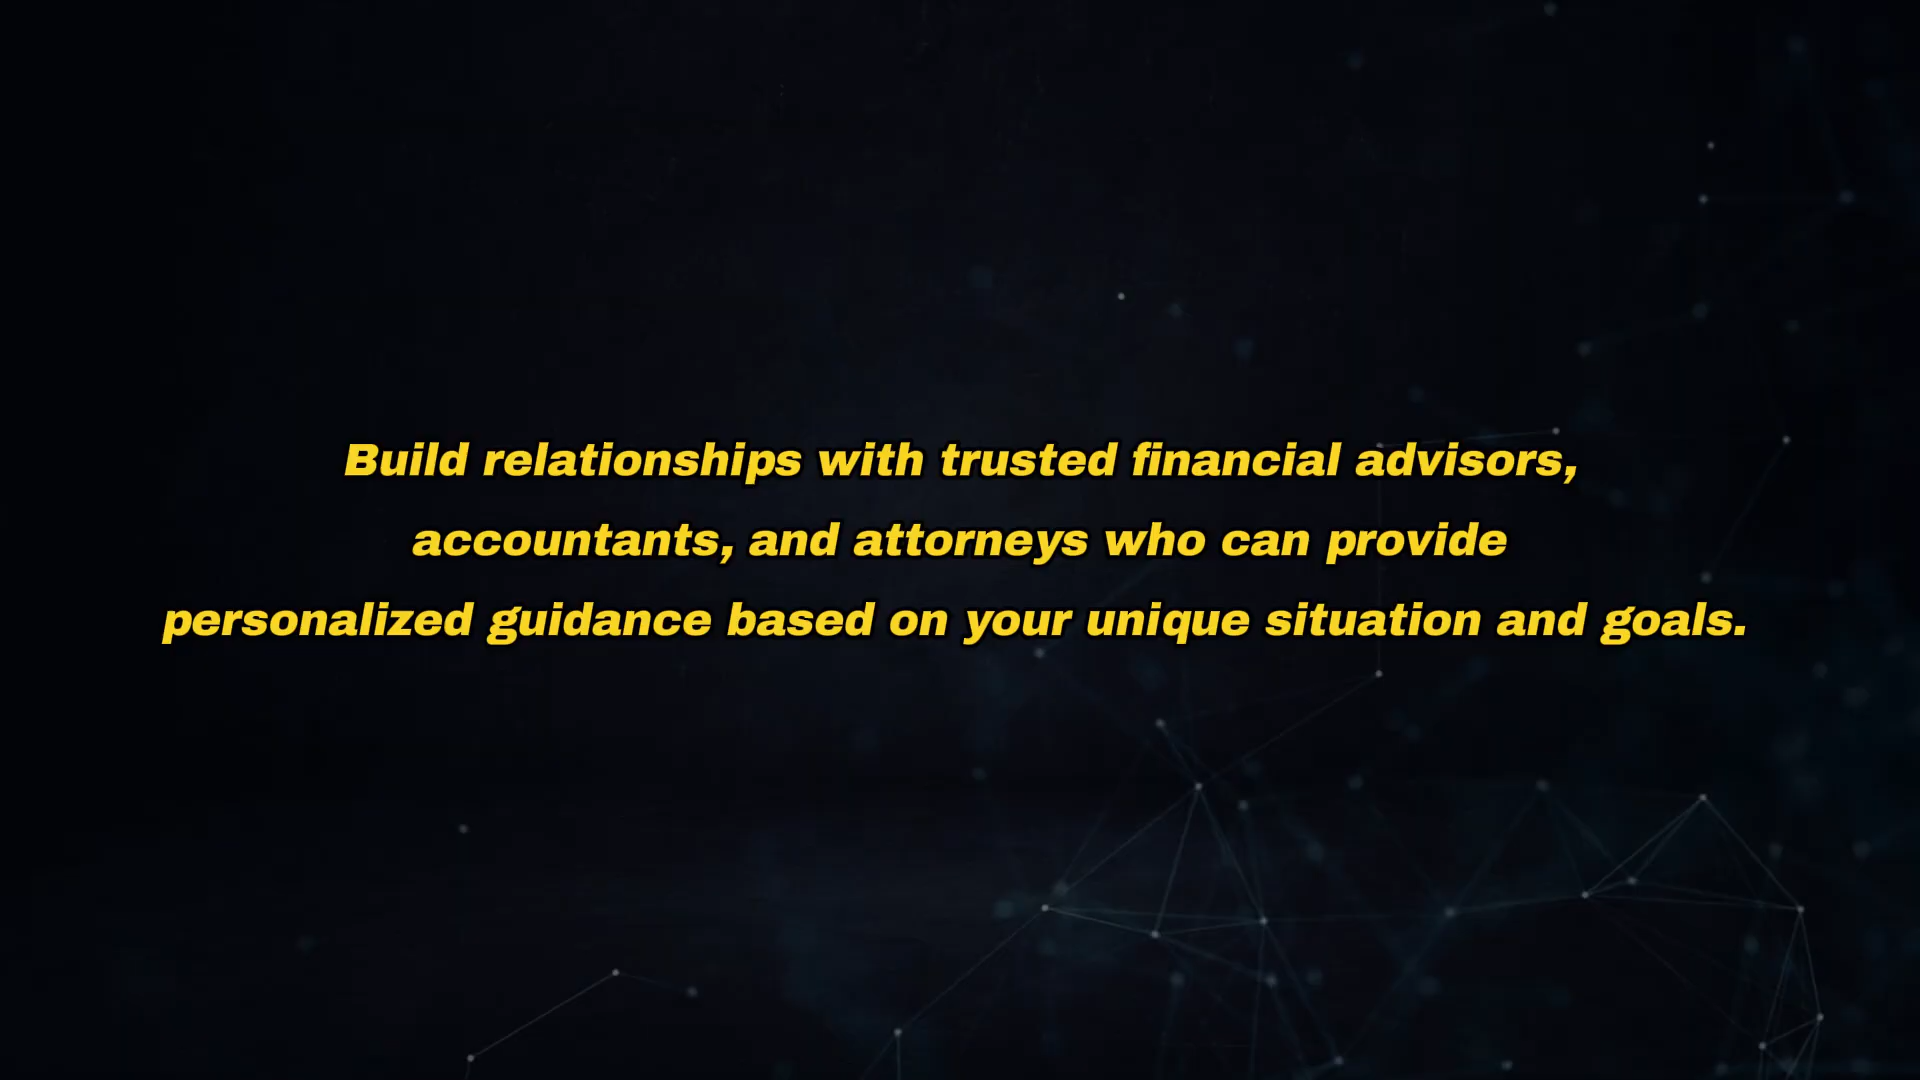 Build relationships with trusted financial advisors,
accountants, and attorneys who can provide
personalized guidance based on your unique situation and goals.